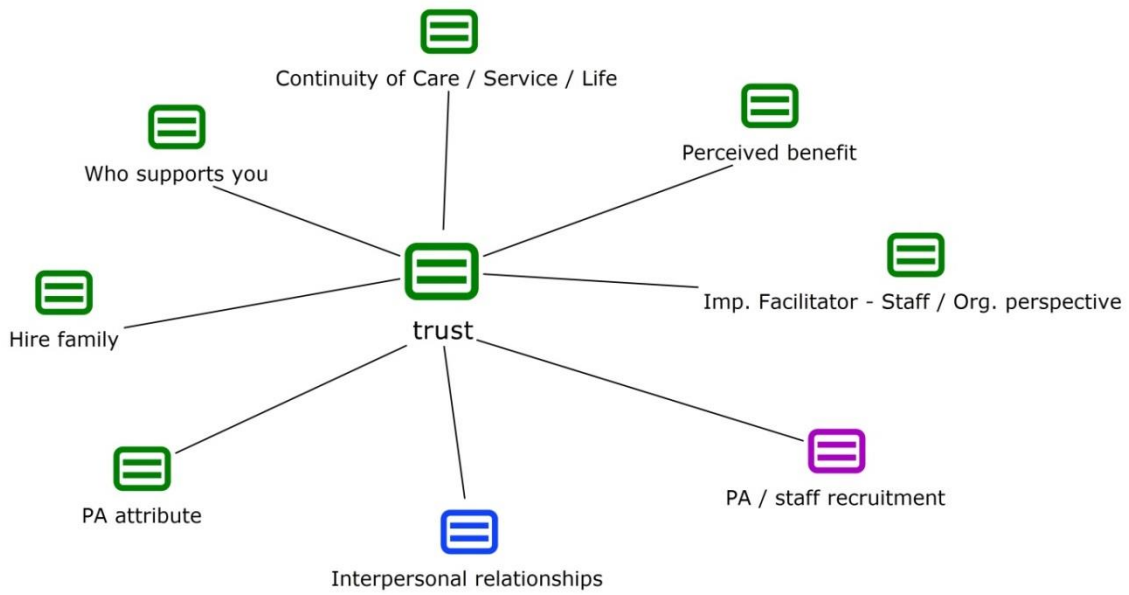 Continuity of Care / Service / Life
Perceived benefit
Who supports you
Imp. Facilitator - Staff / Org. perspective
Hire family
trust
PA / staff recruitment
PA attribute
Interpersonal relationships